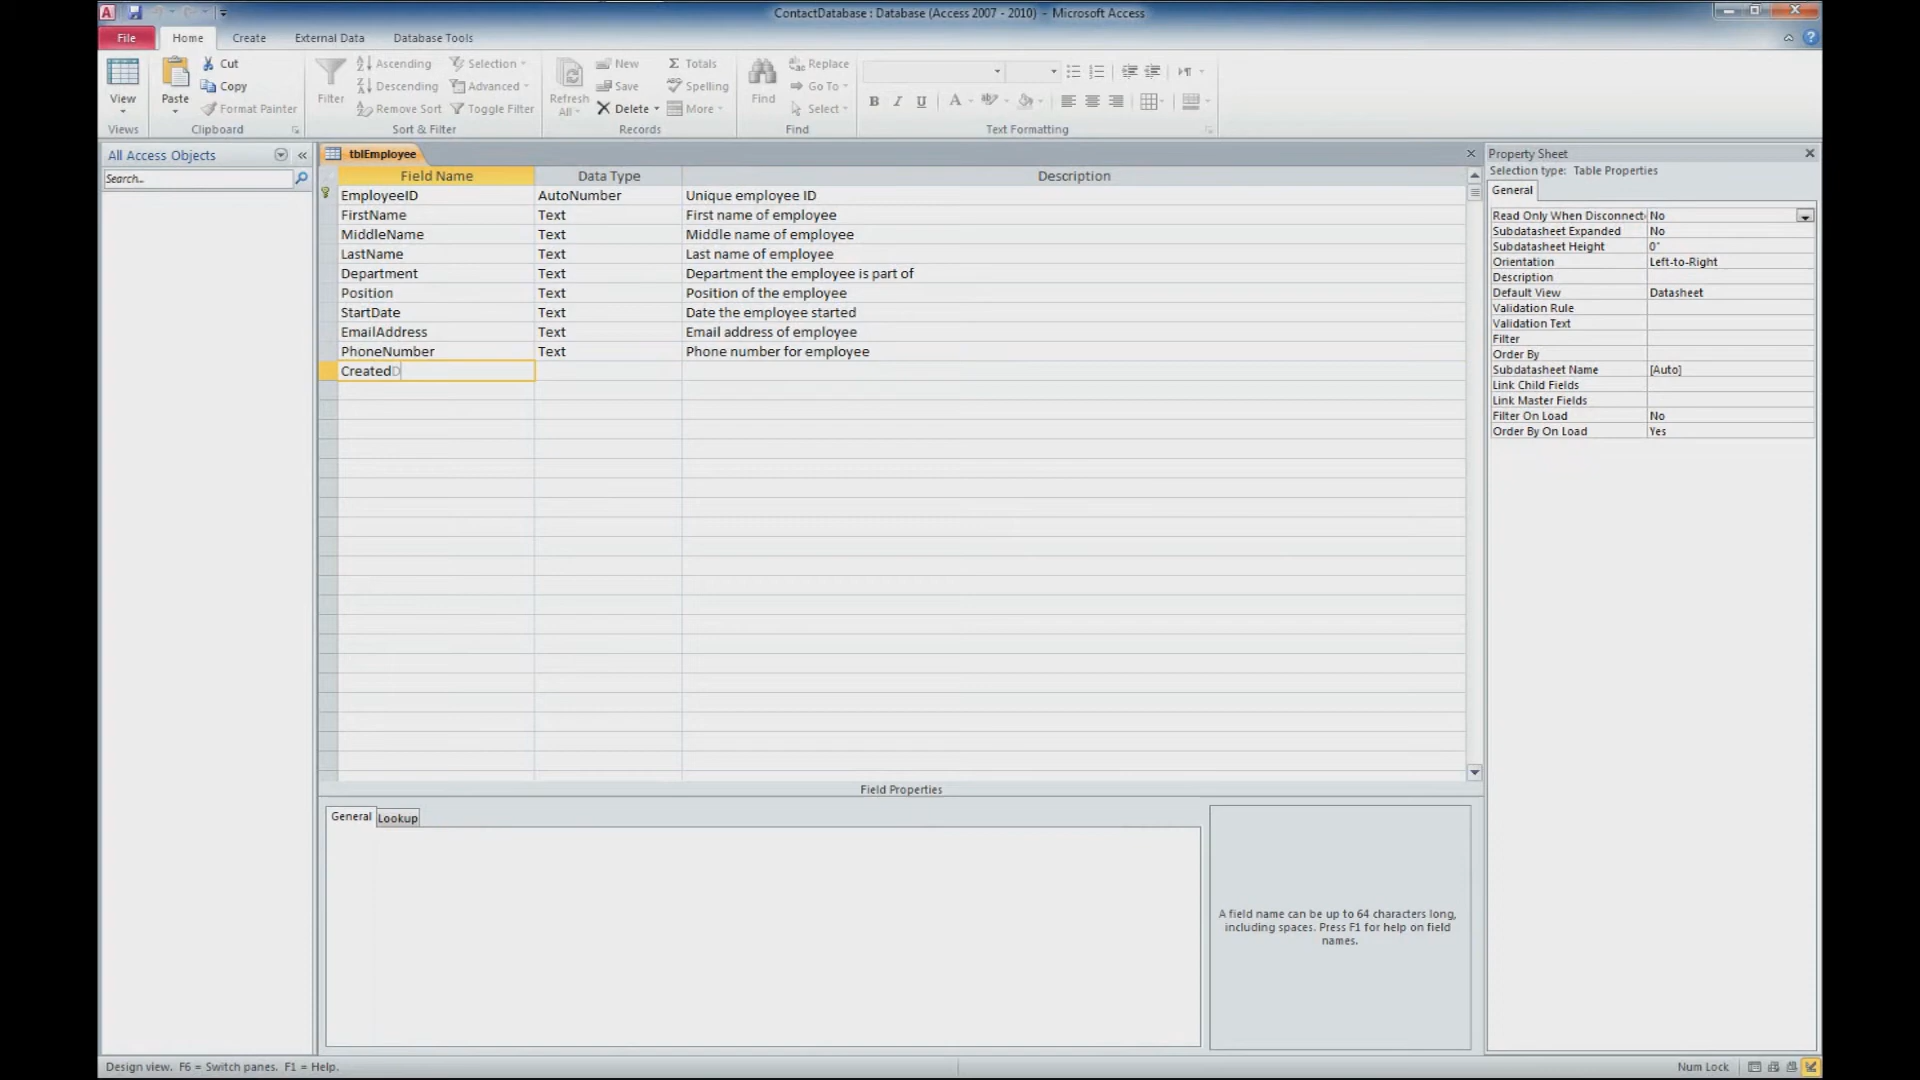 ContactDatabase : Database (Access 2007 - 2010) – Microsoft Access
File
Home
Create
External Data
Database Tools
View
Views
Paste
Cut
Copy
Format Painter
Clipboard
Filter
Ascending
Descending
Remove Sort
Selection
Advanced
Toggle Filter
Sort & Filter
Refresh
All
New
Save
Delete
Totals
Spelling
More
Records
Find
Replace
Go To
Select
Find
B I U
Text Formatting
All Access Objects
Search...
tblEmployee
Field Name Data Type Description
EmployeeID AutoNumber Unique employee ID
FirstName Text First name of employee
MiddleName Text Middle name of employee
LastName Text Last name of employee
Department Text Department the employee is part of
Position Text Position of the employee
StartDate Text Date the employee started
EmailAddress Text Email address of employee
PhoneNumber Text Phone number for employee
CreatedD
Field Properties
General Lookup
A field name can be up to 64 characters long,
including spaces. Press F1 for help on field
names.
Property Sheet
Selection type: Table Properties
General
Read Only When Disconnect No
Subdatasheet Expanded No
Subdatasheet Height 0"
Orientation Left-to-Right
Description
Default View Datasheet
Validation Rule
Validation Text
Filter
Order By
Subdatasheet Name [Auto]
Link Child Fields
Link Master Fields
Filter On Load No
Order By On Load Yes
Design view. F6 = Switch panes. F1 = Help.
Num Lock